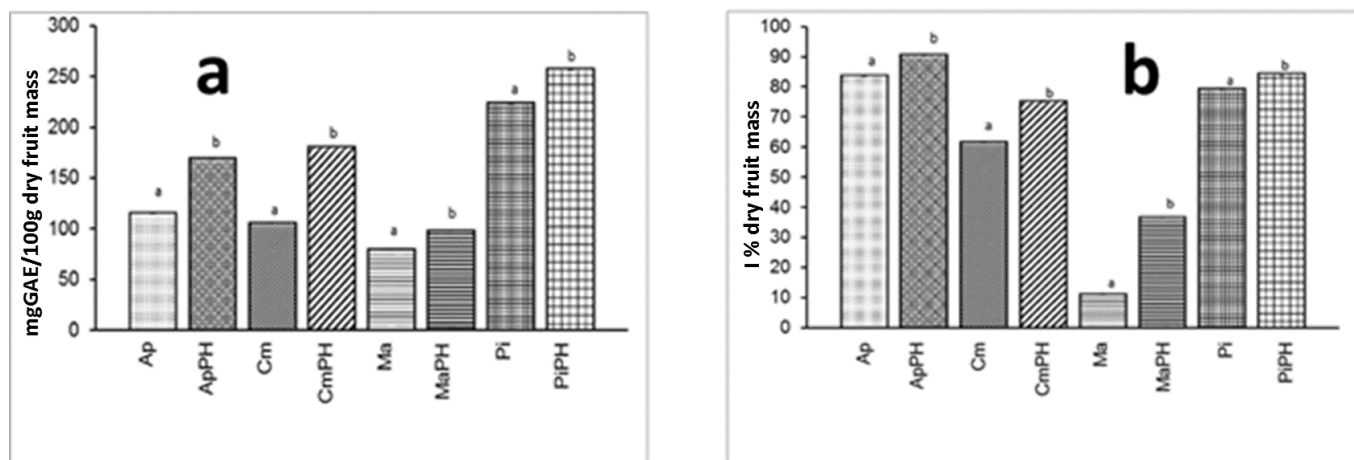 a
mgGAE/100g dry fruit mass
300
250
200
150
100
50
0
a
b
a
b
a
b
a
b
Ap
ApPH
Cm
CmPH
Ma
MaPH
Pi
PiPH
b
I % dry fruit mass
100
90
80
70
60
50
40
30
20
10
0
a
b
a
b
a
b
a
b
Ap
ApPH
Cm
CmPH
Ma
MaPH
Pi
PiPH